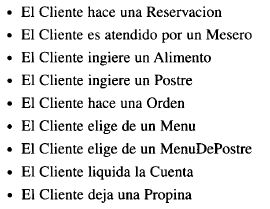 • El Cliente hace una Reservacion
• El Cliente es atendido por un Mesero
• El Cliente ingiere un Alimento
• El Cliente ingiere un Postre
• El Cliente hace una Orden
• El Cliente elige de un Menu
• El Cliente elige de un MenuDePostre
• El Cliente liquida la Cuenta
• El Cliente deja una Propina